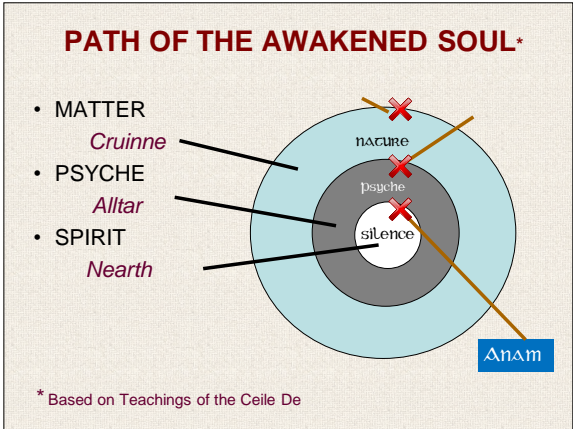 PATH OF THE AWAKENED SOUL*
• MATTER
Cruinne
• PSYCHE
Alltar
• SPIRIT
Nearth
nature
psyche
silence
Anam
* Based on Teachings of the Ceile De